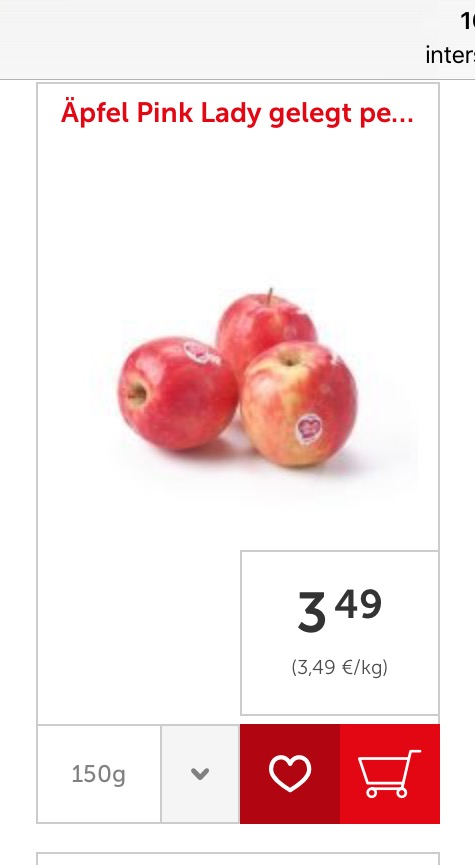 Äpfel Pink Lady gelegt pe...
3 49
(3,49 €/kg)
150g